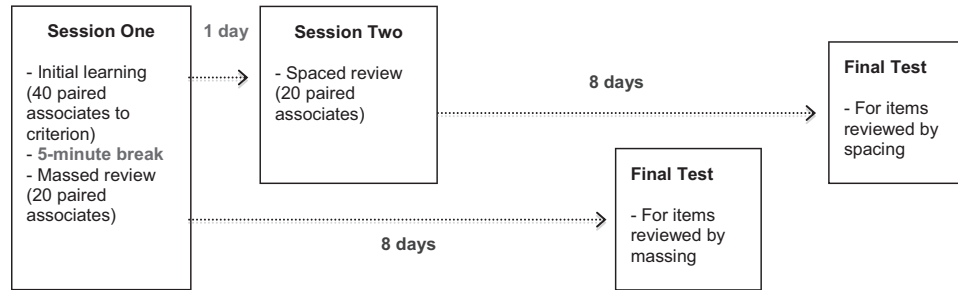 Session One
- Initial learning
(40 paired
associates to
criterion)
- 5-minute break
- Massed review
(20 paired
associates)
1 day
Session Two
- Spaced review
(20 paired
associates)
8 days
Final Test
- For items
reviewed by
spacing
8 days
Final Test
- For items
reviewed by
massing